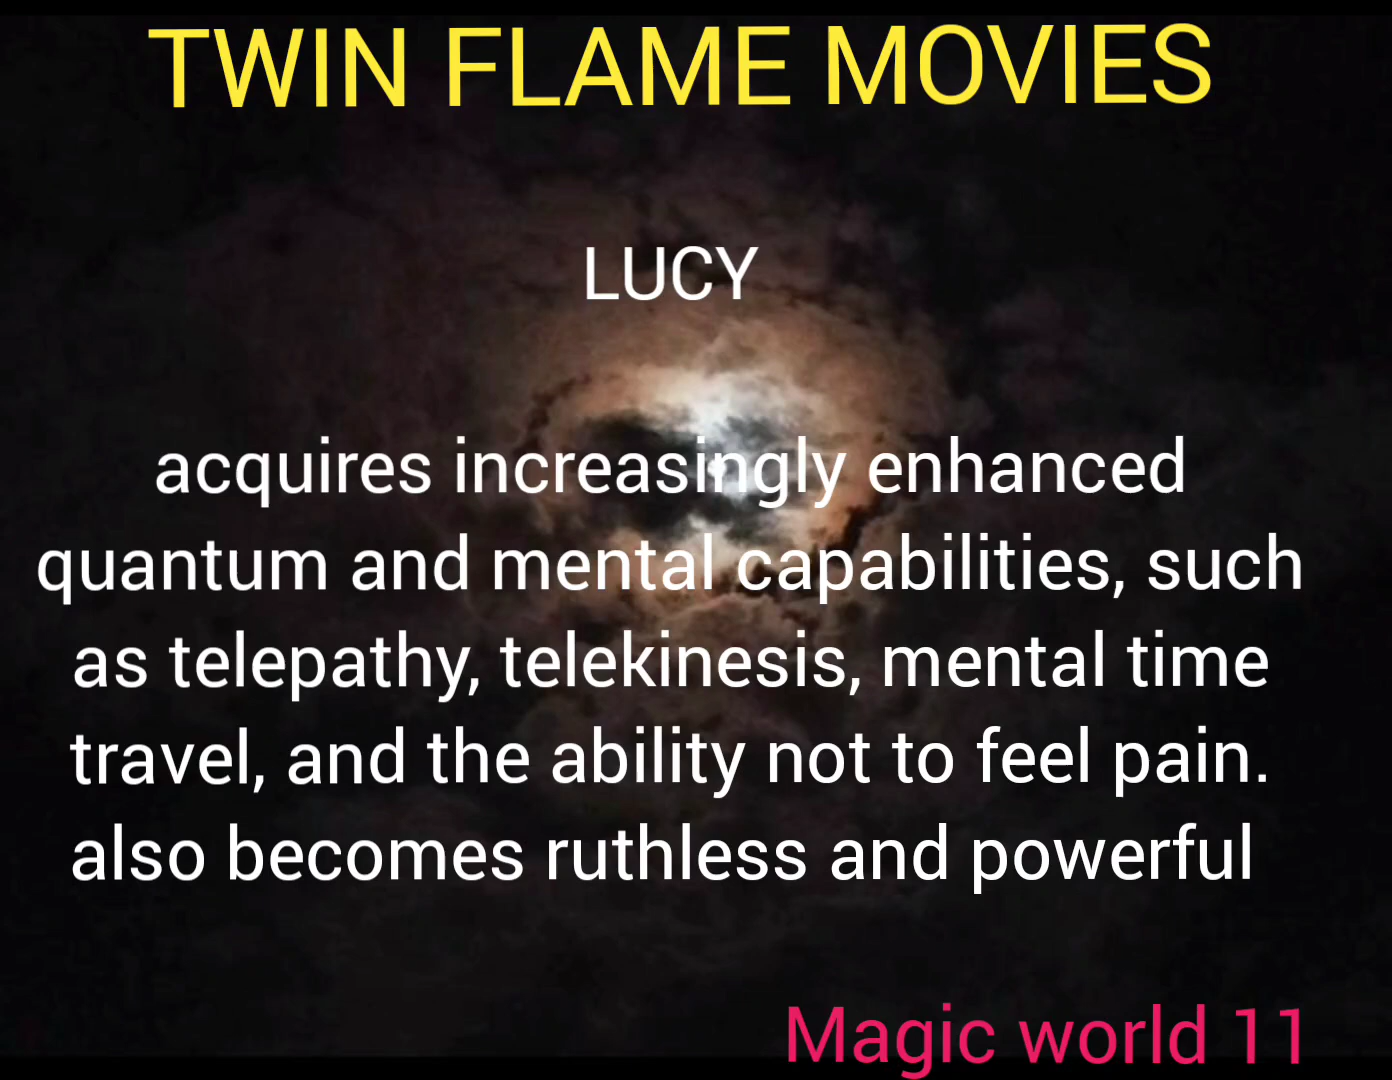 TWIN FLAME MOVIES
LUCY
acquires increasingly enhanced
quantum and mental capabilities, such
as telepathy, telekinesis, mental time
travel, and the ability not to feel pain.
also becomes ruthless and powerful
Magic world 11